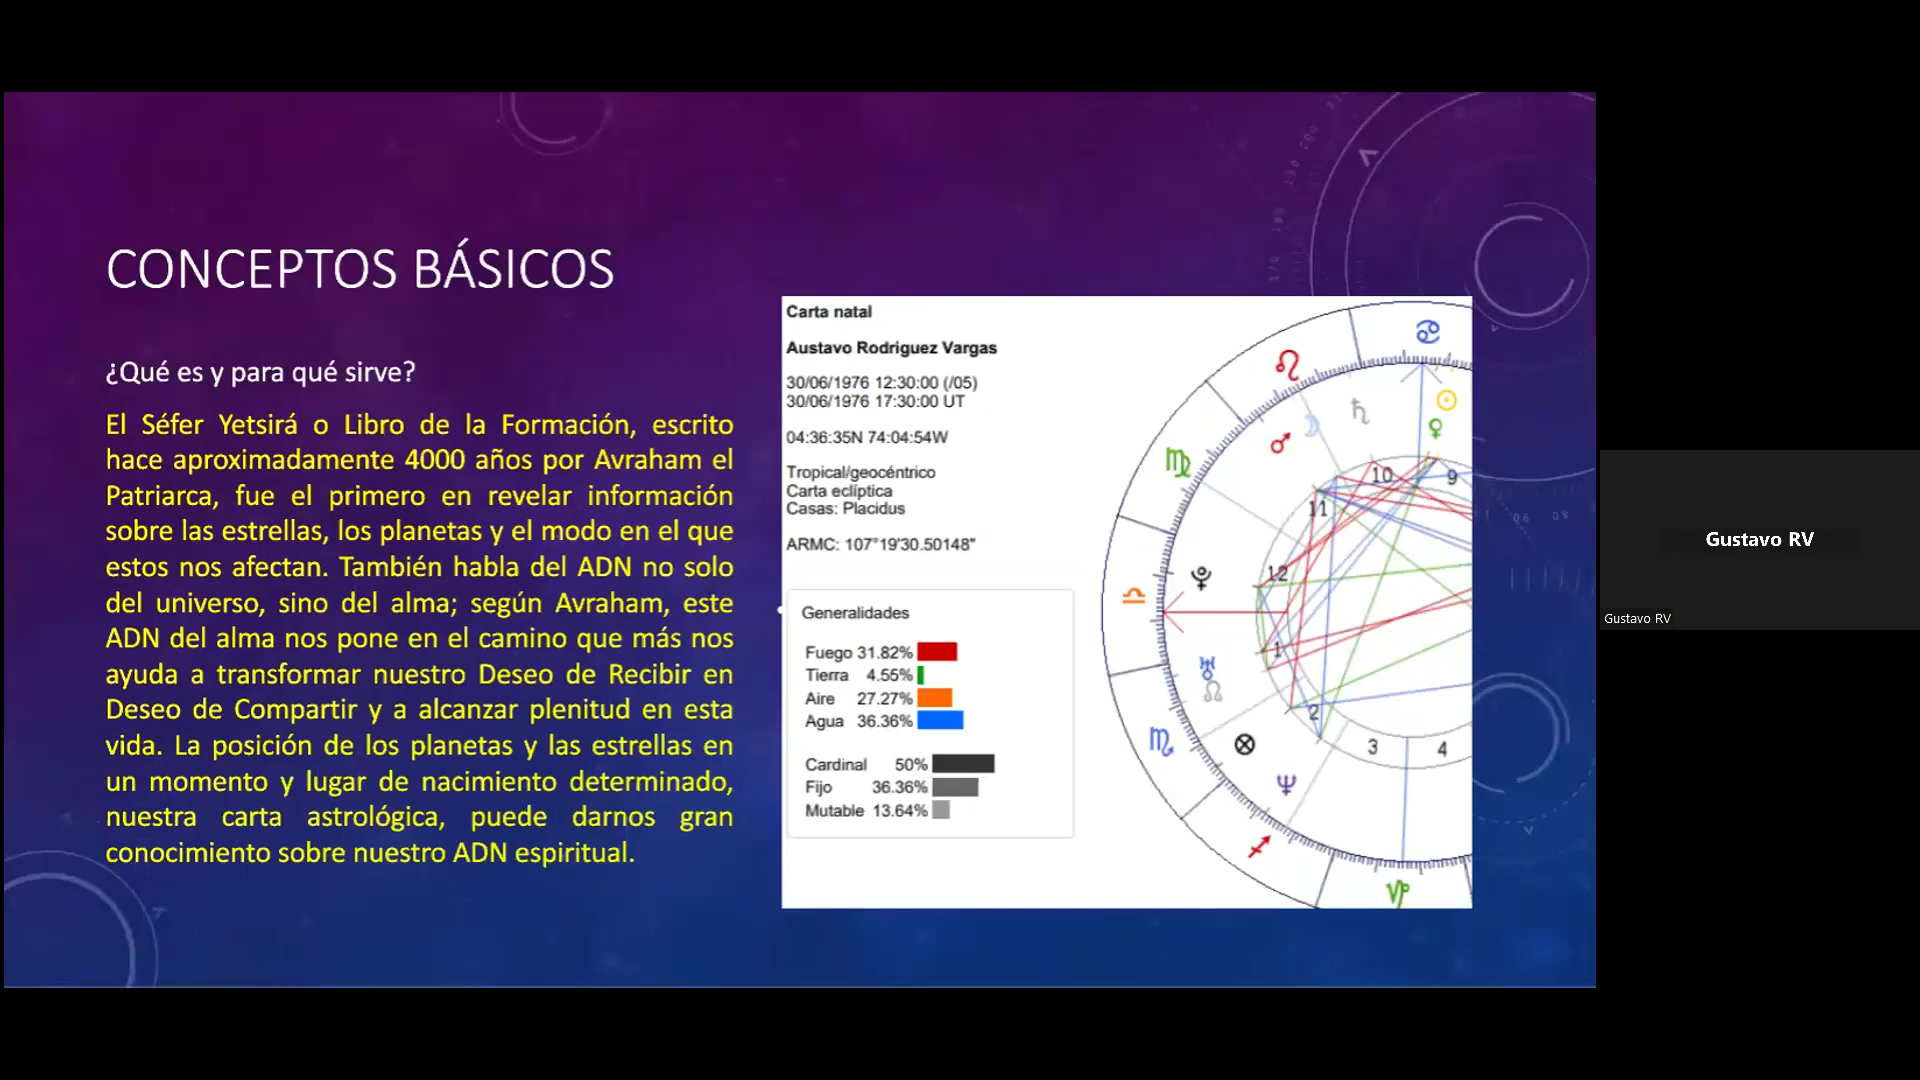 CONCEPTOS BÁSICOS
¿Qué es y para qué sirve?
El Séfer Yetsirá o Libro de la Formación, escrito
hace aproximadamente 4000 años por Avraham el
Patriarca, fue el primero en revelar información
sobre las estrellas, los planetas y el modo en el que
estos nos afectan. También habla del ADN no solo
del universo, sino del alma; según Avraham, este
ADN del alma nos pone en el camino que más nos
ayuda a transformar nuestro Deseo de Recibir en
Deseo de Compartir y a alcanzar plenitud en esta
vida. La posición de los planetas y las estrellas en
un momento y lugar de nacimiento determinado,
nuestra carta astrológica, puede darnos gran
conocimiento sobre nuestro ADN espiritual.
Carta natal
Austavo Rodriguez Vargas
30/06/1976 12:30:00 (/05)
30/06/1976 17:30:00 UT
04:36:35N 74:04:54W
Tropical/geocéntrico
Carta eclíptica
Casas: Placidus
ARMC: 107°19'30.50148"
Generalidades
Fuego 31.82%
Tierra 4.55%
Aire 27.27%
Agua 36.36%
Cardinal 50%
Fijo 36.36%
Mutable 13.64%
10
9
11
12
1
2
3
4
Gustavo RV
Gustavo RV